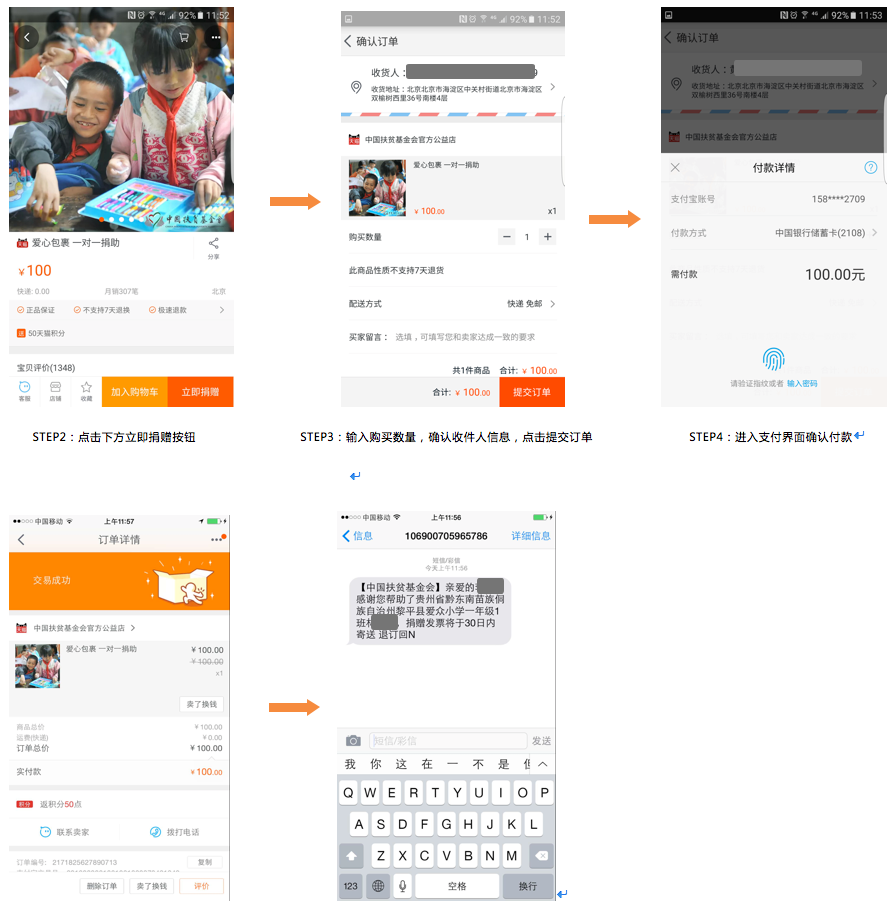 92% 11:52
中国扶贫基金会
天猫 爱心包裹 一对一捐助
分享
¥100
快递: 0.00 月销307笔 北京
正品保证 不支持7天退换 极速退款
送 50天猫积分
宝贝评价(1348)
客服 店铺 收藏 加入购物车 立即捐赠
STEP2：点击下方立即捐赠按钮
92% 11:52
确认订单
收货人：
9
收货地址：北京北京市海淀区中关村街道北京市海淀区
双榆树西里36号南楼4层
天猫 中国扶贫基金会官方公益店
爱心包裹 一对一捐助
¥ 100.00 x1
购买数量 1
此商品性质不支持7天退货
配送方式 快递 免邮
买家留言： 选填，可填写您和卖家达成一致的要求
共1件商品 合计: ¥ 100.00
合计: ¥ 100.00 提交订单
STEP3：输入购买数量，确认收件人信息，点击提交订单
91% 11:53
确认订单
收货人：
收货地址：北京北京市海淀区中关村街道北京市海淀区
双榆树西里36号南楼4层
中国扶贫基金会官方公益店
付款详情
支付宝账号 158****2709
付款方式 中国银行储蓄卡(2108)
需付款 100.00元
请验证指纹或者 输入密码
STEP4：进入支付界面确认付款
中国移动 上午11:57
订单详情
交易成功
天猫 中国扶贫基金会官方公益店
爱心包裹 一对一捐助 ¥100.00
¥100.00
x1
卖了换钱
商品总价 ¥100.00
运费(快递) ¥0.00
订单总价 ¥100.00
实付款 ¥100.00
积分 返积分50点
联系卖家 拨打电话
订单编号: 2171825627890713 复制
删除订单 卖了换钱 评价
中国移动 上午11:56
信息 106900705965786 详细信息
短信/彩信
今天上午11:56
【中国扶贫基金会】亲爱的
感谢您帮助了贵州省黔东南苗族侗
族自治州黎平县爱众小学一年级1
班 。捐赠发票将于30日内
寄送 退订回N
短信/彩信 发送
我 你 这 在 一 不 是
Q W E R T Y U I O P
A S D F G H J K L
Z X C V B N M
123 空格 换行